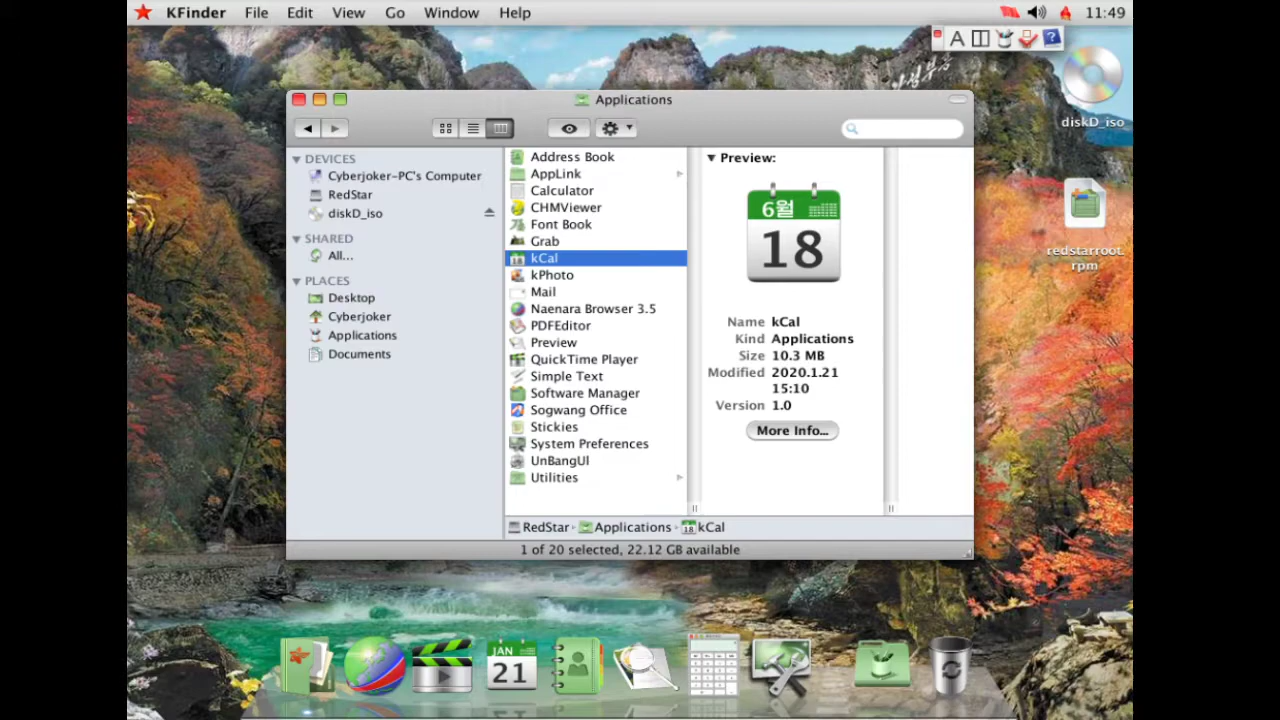 KFinder File Edit View Go Window Help 11:49
A
Applications
diskD_iso
redstarroot.
rpm
DEVICES
Cyberjoker-PC's Computer
RedStar
diskD_iso
SHARED
All...
PLACES
Desktop
Cyberjoker
Applications
Documents
Address Book
AppLink
Calculator
CHMViewer
Font Book
Grab
kCal
kPhoto
Mail
Naenara Browser 3.5
PDFEditor
Preview
QuickTime Player
Simple Text
Software Manager
Sogwang Office
Stickies
System Preferences
UnBangUI
Utilities
Preview:
6월
18
Name kCal
Kind Applications
Size 10.3 MB
Modified 2020.1.21
15:10
Version 1.0
More Info...
RedStar Applications kCal
1 of 20 selected, 22.12 GB available
JAN
21